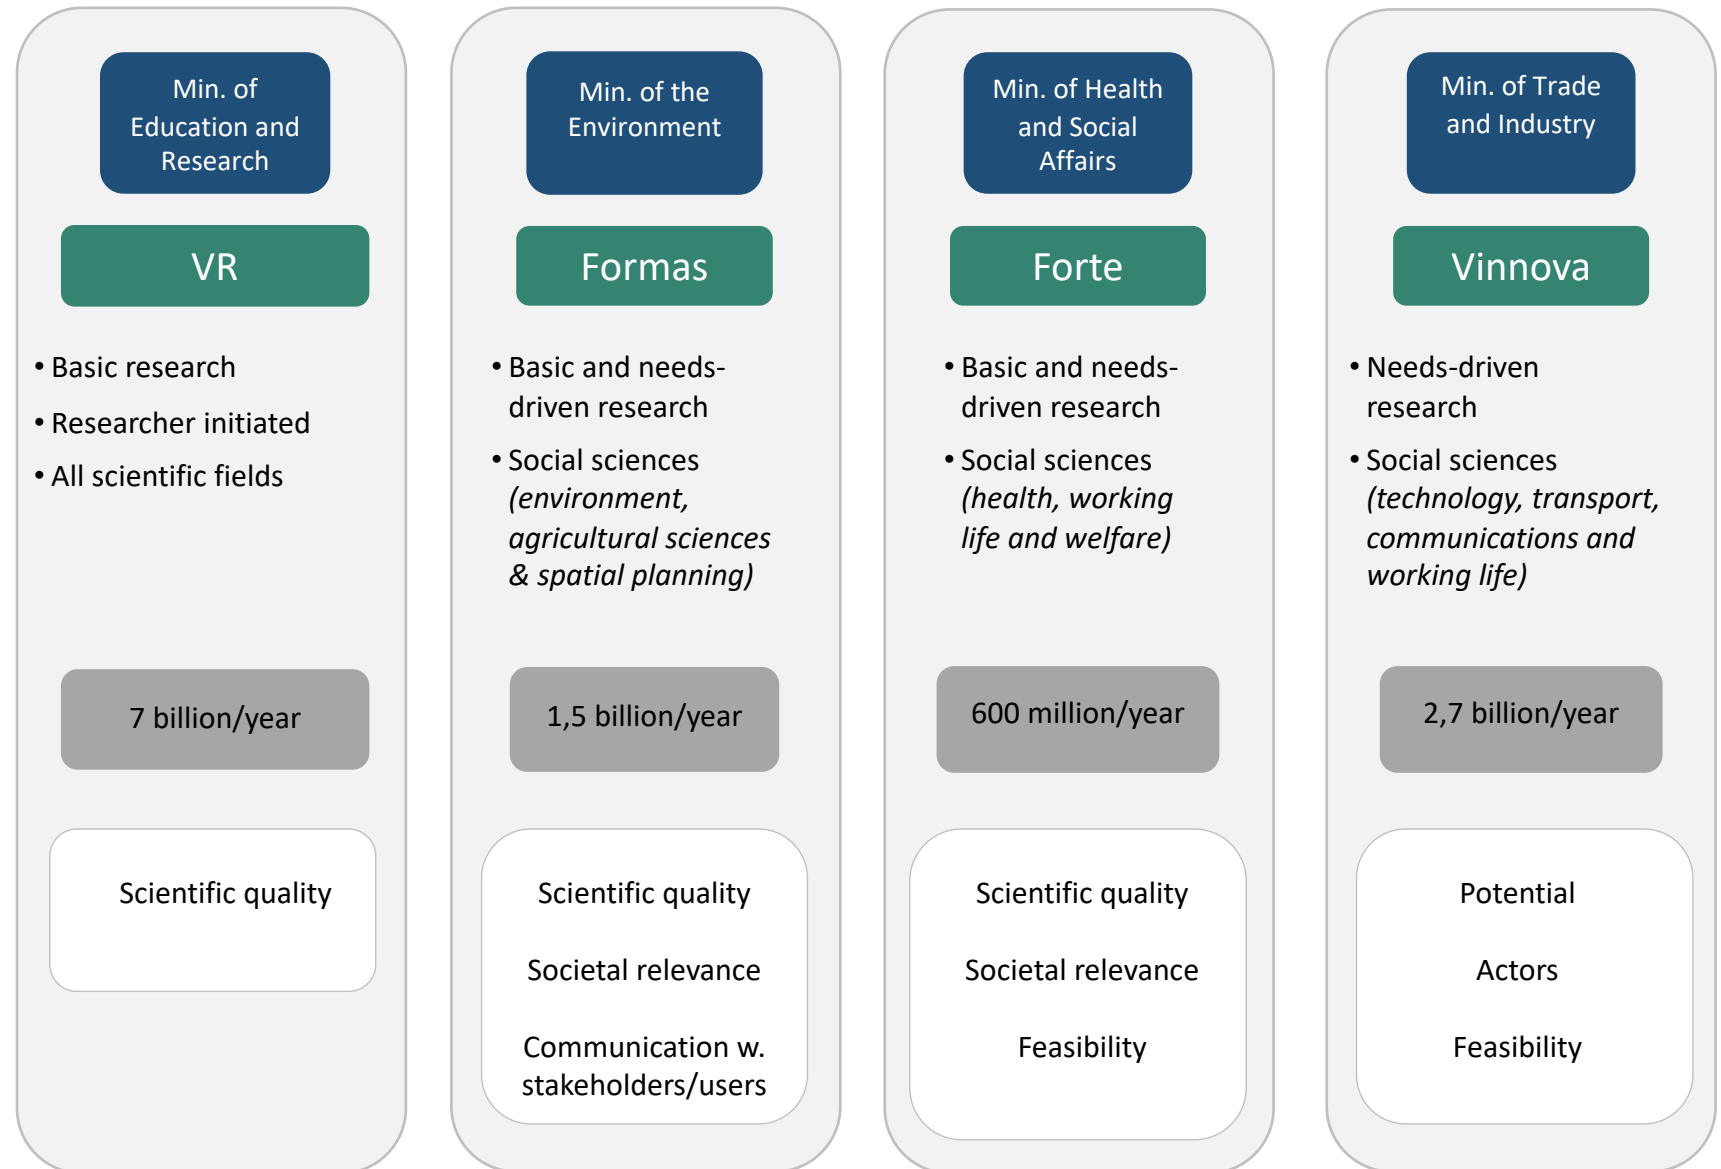 Min. of
Education and
Research
VR
• Basic research
• Researcher initiated
• All scientific fields
7 billion/year
Scientific quality
Min. of the
Environment
Formas
• Basic and needs-
driven research
• Social sciences
(environment,
agricultural sciences
& spatial planning)
1,5 billion/year
Scientific quality
Societal relevance
Communication w.
stakeholders/users
Min. of Health
and Social
Affairs
Forte
• Basic and needs-
driven research
• Social sciences
(health, working
life and welfare)
600 million/year
Scientific quality
Societal relevance
Feasibility
Min. of Trade
and Industry
Vinnova
• Needs-driven
research
• Social sciences
(technology, transport,
communications and
working life)
2,7 billion/year
Potential
Actors
Feasibility